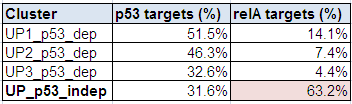 Cluster p53 targets (%) relA targets (%)
UP1_p53_dep 51.5% 14.1%
UP2_p53_dep 46.3% 7.4%
UP3_p53_dep 32.6% 4.4%
UP_p53_indep 31.6% 63.2%